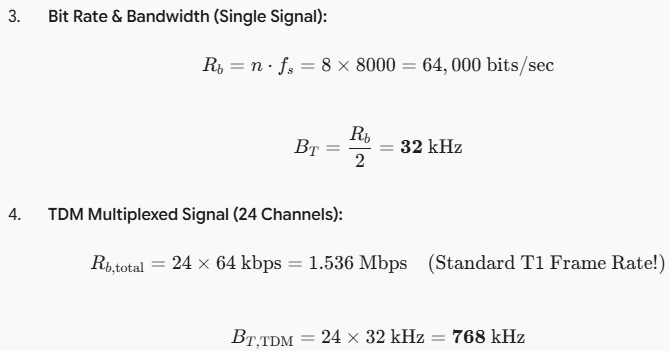 3. Bit Rate & Bandwidth (Single Signal):
R_b = n · f_s = 8 × 8000 = 64,000 bits/sec
B_T = R_b / 2 = 32 kHz
4. TDM Multiplexed Signal (24 Channels):
R_{b,total} = 24 × 64 kbps = 1.536 Mbps (Standard T1 Frame Rate!)
B_{T,TDM} = 24 × 32 kHz = 768 kHz